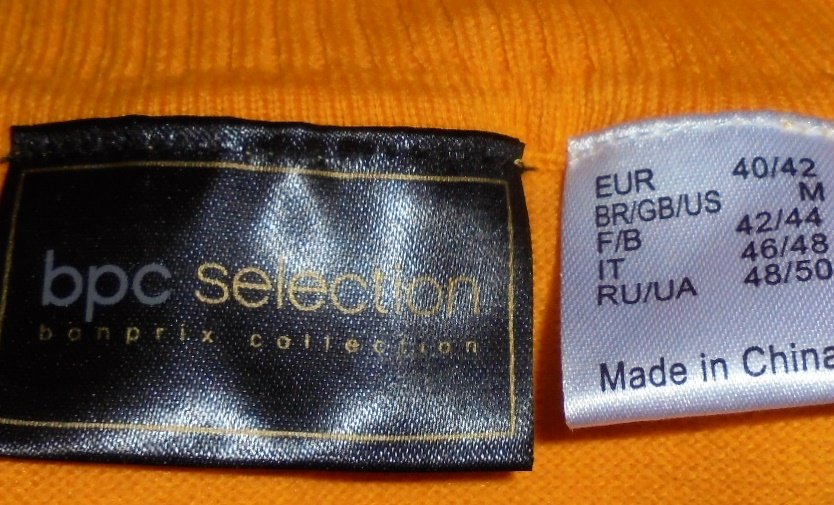 bpc selection
bonprix collection
EUR 40/42
BR/GB/US M
F/B 42/44
IT 46/48
RU/UA 48/50
Made in China